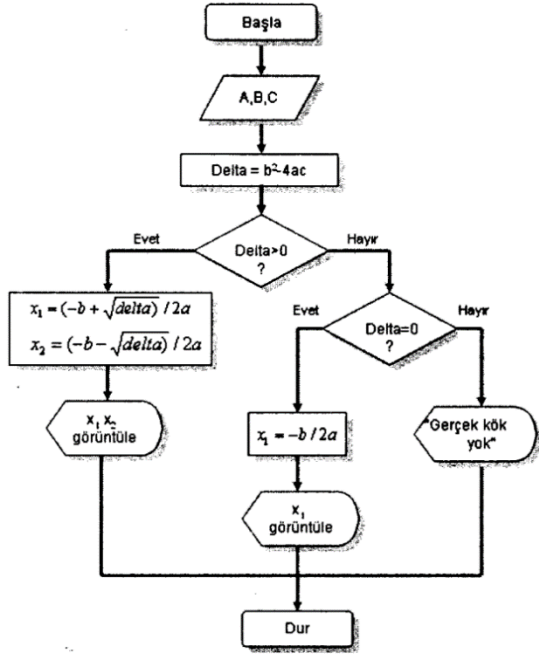 Başla
A,B,C
Delta = b²-4ac
Evet
Delta>0
?
Hayır
x₁ = (-b + √delta) / 2a
x₂ = (-b - √delta) / 2a
Evet
Delta=0
?
Hayır
x₁ x₂
görüntüle
x₁ = -b / 2a
"Gerçek kök
yok"
x₁
görüntüle
Dur